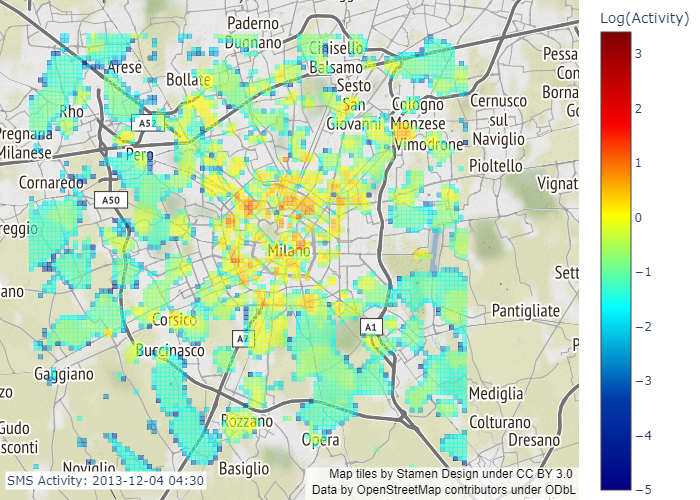 Log(Activity)
Paderno
Dugnano
Cinisello
Balsamo
Arese
Bollate
Sesto
San
Giovanni
Cologno
Monzese
Cernusco
sul
Naviglio
Pessa
Con
Borna
Go
Rho
A52
Pregnana
Milanese
Pero
Vimodrone
Pioltello
Cornaredo
A50
Vignat
reggio
Milano
Sett
ano
Corsico
A7
A1
Pantigliate
Buccinasco
P
Gaggiano
zo
Mediglia
Gudo
sconti
Rozzano
Opera
Colturano
Dresano
Noviglio
Basiglio
SMS Activity: 2013-12-04 04:30
Map tiles by Stamen Design under CC BY 3.0
Data by OpenStreetMap contributors under ODbL
3
2
1
0
−1
−2
−3
−4
−5